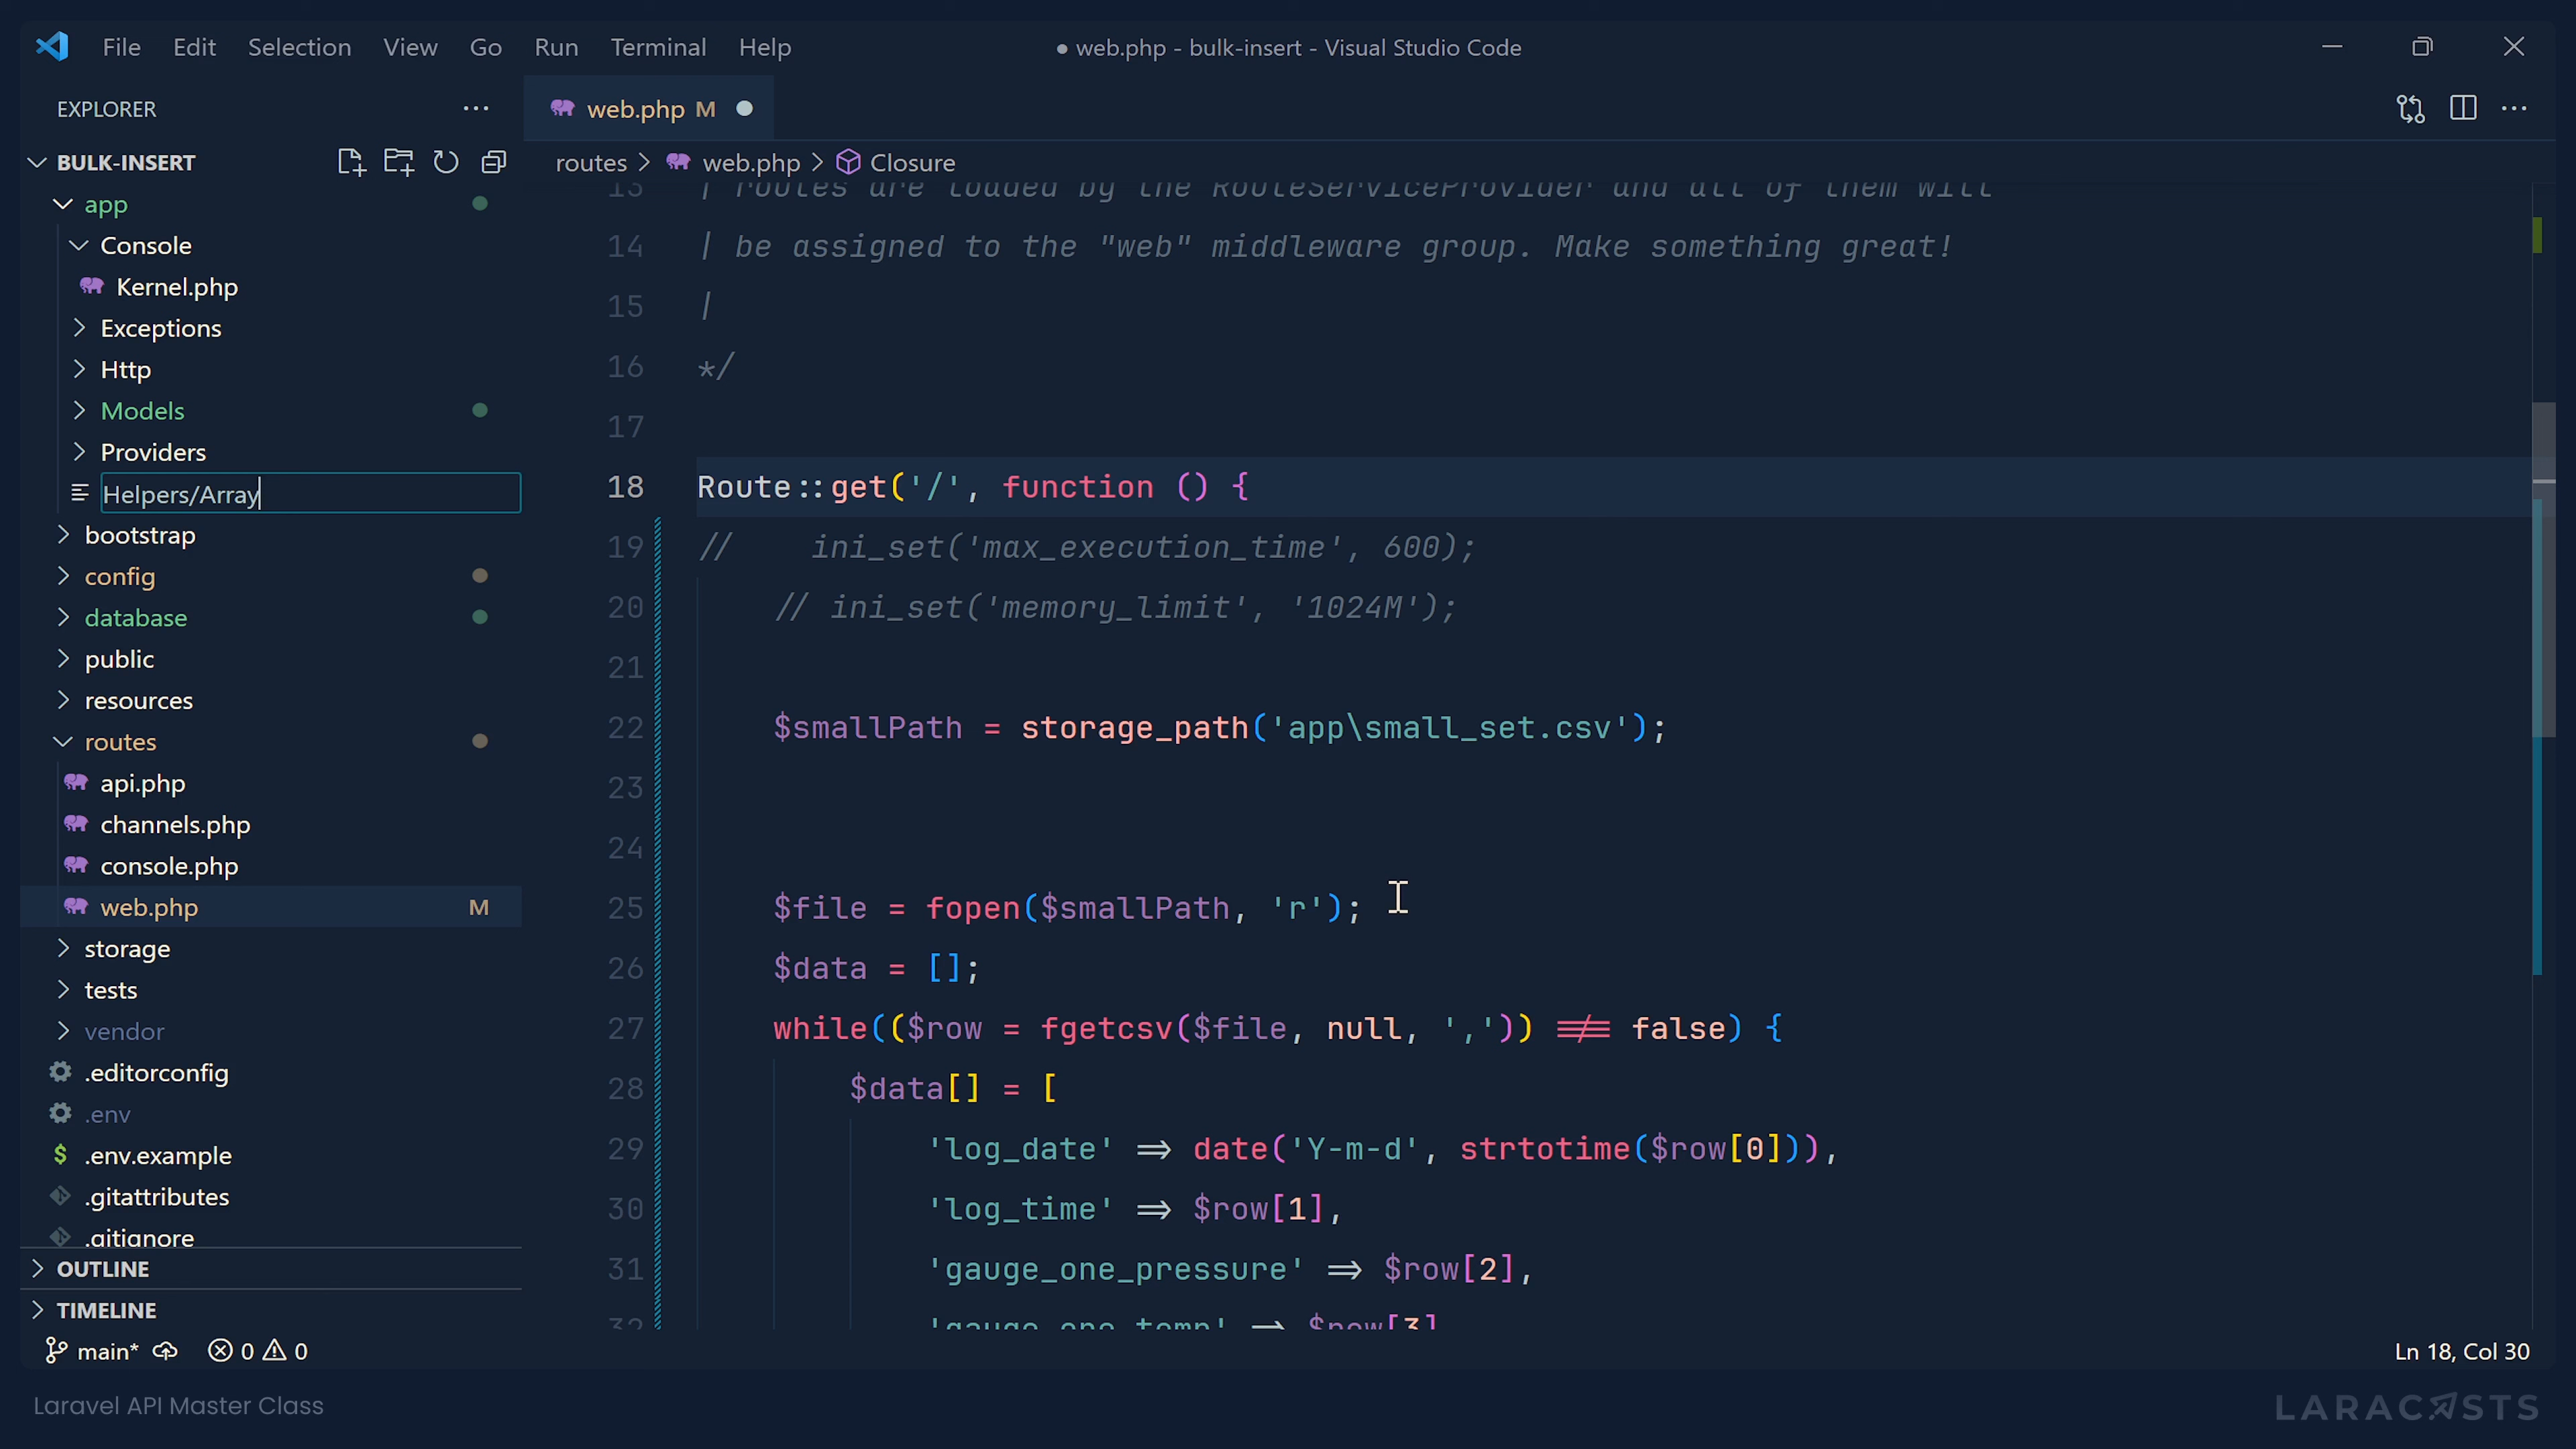 File Edit Selection View Go Run Terminal Help
● web.php - bulk-insert - Visual Studio Code
EXPLORER ···
web.php M ●
BULK-INSERT
routes > web.php > Closure
app
Console
Kernel.php
Exceptions
Http
Models
Providers
Helpers/Array
bootstrap
config
database
public
resources
routes
api.php
channels.php
console.php
web.php M
storage
tests
vendor
.editorconfig
.env
.env.example
.gitattributes
.gitignore
OUTLINE
TIMELINE
13 | routes are loaded by the RouteServiceProvider and all of them will
14 | be assigned to the "web" middleware group. Make something great!
15 |
16 */
17
18 Route::get('/', function () {
19 //    ini_set('max_execution_time', 600);
20 // ini_set('memory_limit', '1024M');
21
22 $smallPath = storage_path('app\small_set.csv');
23
24
25 $file = fopen($smallPath, 'r');
26 $data = [];
27 while(($row = fgetcsv($file, null, ',')) !== false) {
28 $data[] = [
29 'log_date' => date('Y-m-d', strtotime($row[0])),
30 'log_time' => $row[1],
31 'gauge_one_pressure' => $row[2],
32 'gauge_one_temp' => $row[3]
main* 0 0
Ln 18, Col 30
Laravel API Master Class
LARACASTS